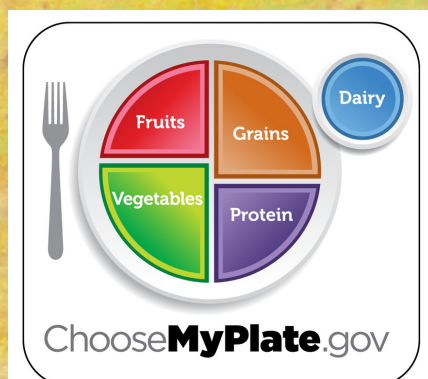 Fruits
Grains
Dairy
Vegetables
Protein
ChooseMyPlate.gov